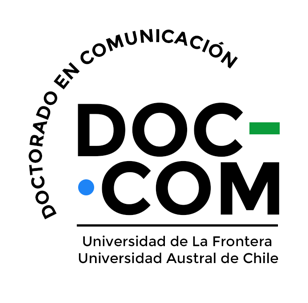 DOCTORADO EN COMUNICACIÓN
DOC-
·COM
Universidad de La Frontera
Universidad Austral de Chile